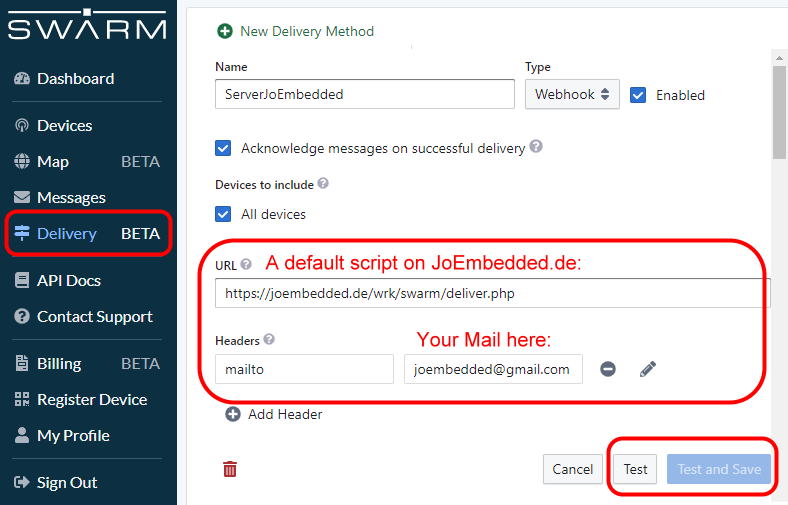 SWARM
Dashboard
Devices
Map BETA
Messages
Delivery BETA
API Docs
Contact Support
Billing BETA
Register Device
My Profile
Sign Out
New Delivery Method
Name Type
ServerJoEmbedded Webhook Enabled
Acknowledge messages on successful delivery ?
Devices to include ?
All devices
URL ? A default script on JoEmbedded.de:
https://joembedded.de/wrk/swarm/deliver.php
Headers ? Your Mail here:
mailto joembedded@gmail.com
Add Header
Cancel Test Test and Save